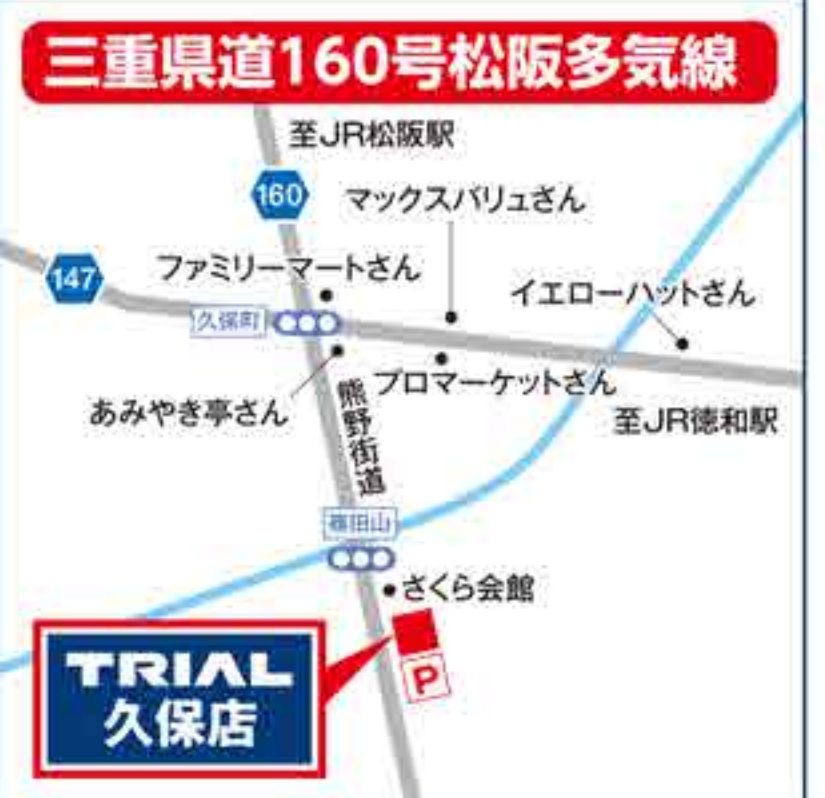 三重県道160号松阪多気線
至JR松阪駅
160
マックスバリュさん
147
ファミリーマートさん
イエローハットさん
久保町
あみやき亭さん
プロマーケットさん
熊野街道
至JR徳和駅
篠田山
さくら会館
P
TRIAL
久保店